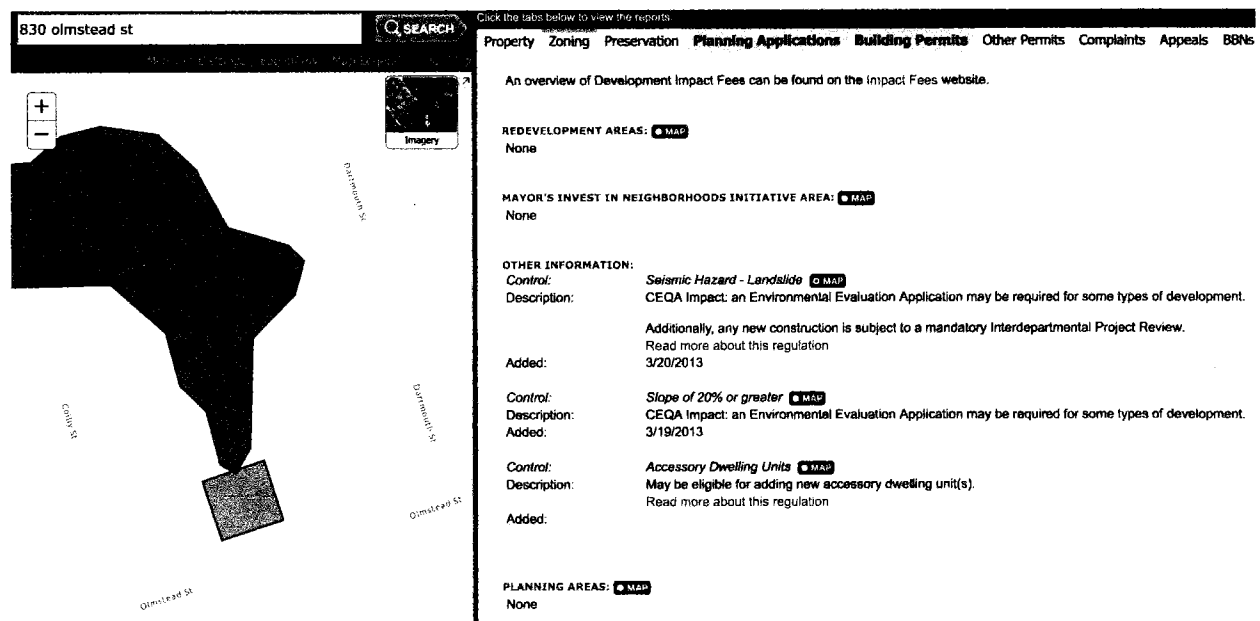 830 olmstead st
SEARCH
Click the tabs below to view the reports.
Property Zoning Preservation Planning Applications Building Permits Other Permits Complaints Appeals BBNs
+
−
Imagery
Dartmouth St
Colby St
Dartmouth St
Olmstead St
Olmstead St
An overview of Development Impact Fees can be found on the Impact Fees website.
REDEVELOPMENT AREAS: MAP
None
MAYOR'S INVEST IN NEIGHBORHOODS INITIATIVE AREA: MAP
None
OTHER INFORMATION:
Control: Seismic Hazard - Landslide MAP
Description: CEQA Impact: an Environmental Evaluation Application may be required for some types of development.
Additionally, any new construction is subject to a mandatory Interdepartmental Project Review.
Read more about this regulation
Added: 3/20/2013
Control: Slope of 20% or greater MAP
Description: CEQA Impact: an Environmental Evaluation Application may be required for some types of development.
Added: 3/19/2013
Control: Accessory Dwelling Units MAP
Description: May be eligible for adding new accessory dwelling unit(s).
Read more about this regulation
Added:
PLANNING AREAS: MAP
None